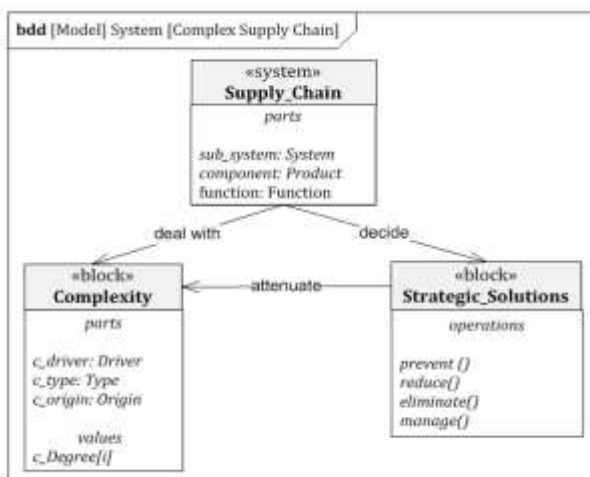 bdd [Model] System [Complex Supply Chain]
«system»
Supply_Chain
parts
sub_system: System
component: Product
function: Function
deal with
decide
«block»
Complexity
parts
c_driver: Driver
c_type: Type
c_origin: Origin
values
c_Degree[i]
attenuate
«block»
Strategic_Solutions
operations
prevent ()
reduce()
eliminate()
manage()